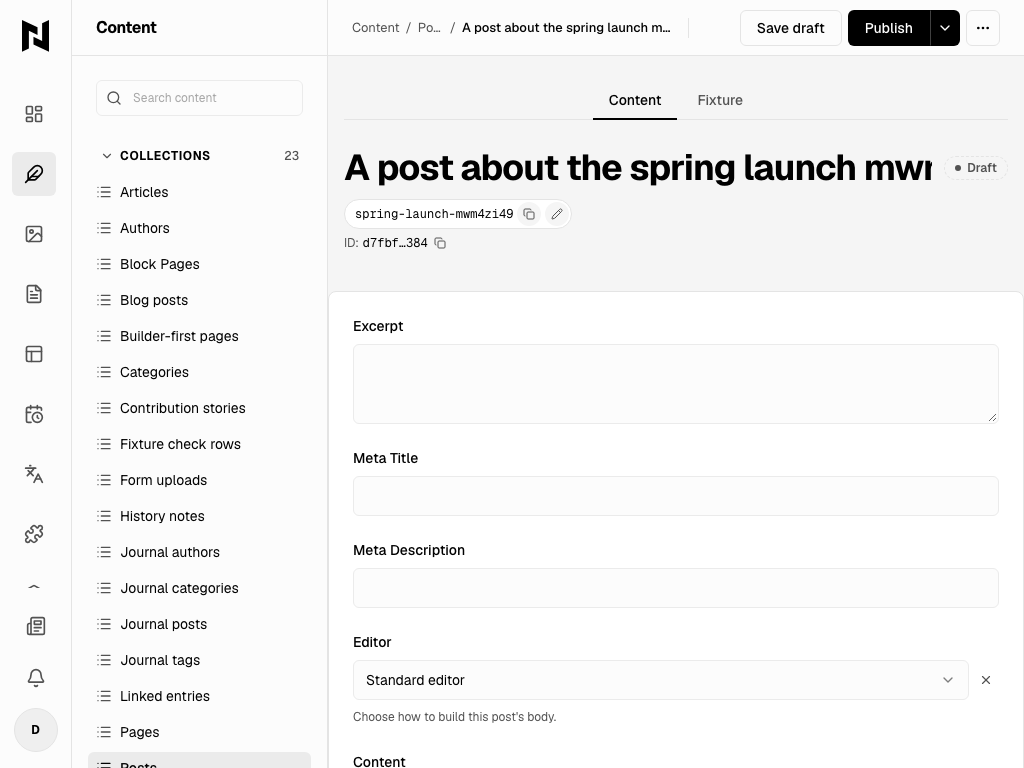 Content
Content / Po… / A post about the spring launch m…
Save draft
Publish
Search content
COLLECTIONS 23
Articles
Authors
Block Pages
Blog posts
Builder-first pages
Categories
Contribution stories
Fixture check rows
Form uploads
History notes
Journal authors
Journal categories
Journal posts
Journal tags
Linked entries
Pages
Posts
D
Content Fixture
A post about the spring launch mwr
Draft
spring-launch-mwm4zi49
ID: d7fbf…384
Excerpt
Meta Title
Meta Description
Editor
Standard editor
Choose how to build this post's body.
Content